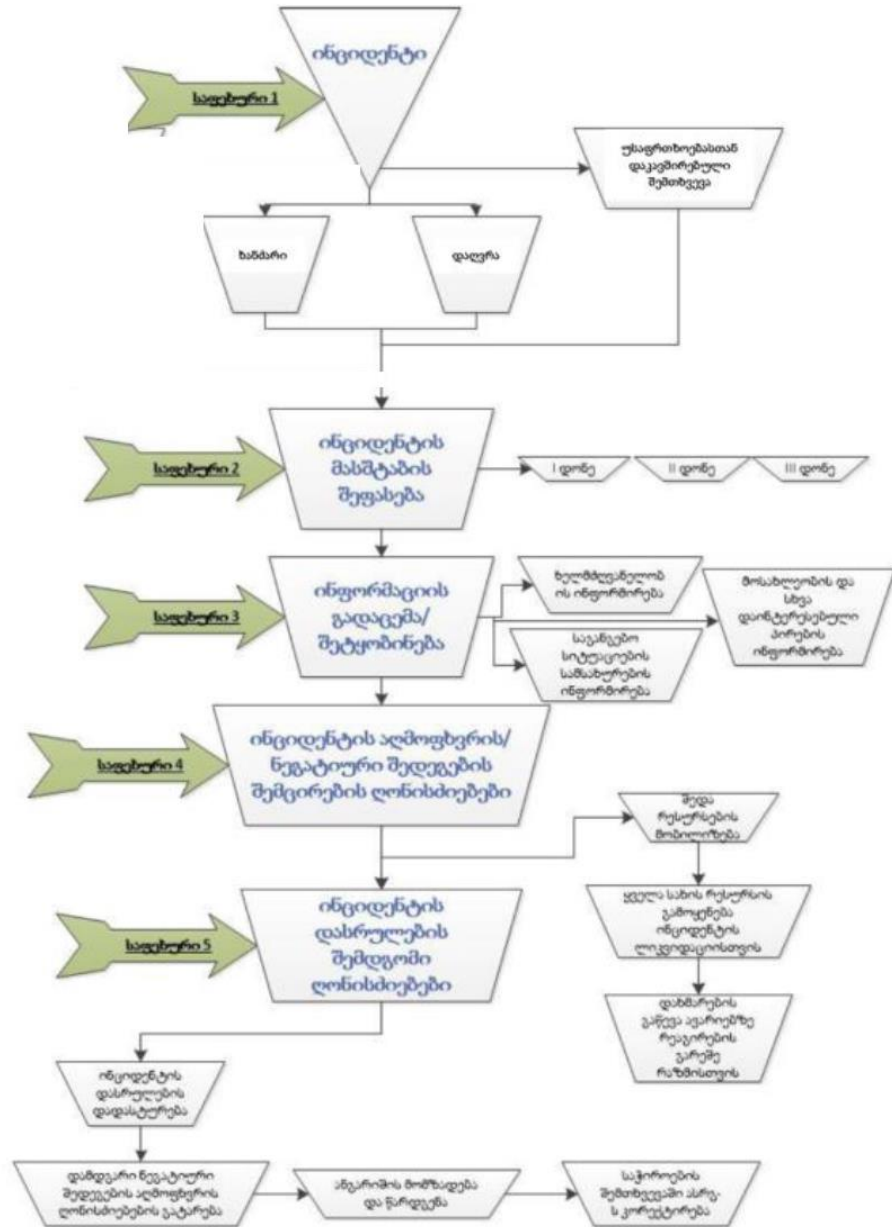 ინციდენტი
საფეხური 1
უსაფრთხოებასთან
დაკავშირებული
შემთხვევა
ხანძარი
დაღვრა
საფეხური 2
ინციდენტის
მასშტაბის
შეფასება
I დონე
II დონე
III დონე
საფეხური 3
ინფორმაციის
გადაცემა/
შეტყობინება
ხელმძღვანელობ
ის ინფორმირება
საგანგებო
სიტუაციების
სამსახურების
ინფორმირება
მოსახლეობის და
სხვა
დაინტერესებული
პირების
ინფორმირება
საფეხური 4
ინციდენტის აღმოფხვრის/
ნეგატიური შედეგების
შემცირების ღონისძიებები
შედა
რესურსების
მობილიზება
საფეხური 5
ინციდენტის
დასრულების
შემდგომი
ღონისძიებები
ყველა სახის რესურსის
გამოყენება
ინციდენტის
ლიკვიდაციისთვის
დახმარების
გაწევა ავარიებზე
რეაგირების
გარეშე
რაზმისთვის
ინციდენტის
დასრულების
დადასტურება
დამდგარი ნეგატიური
შედეგების აღმოფხვრის
ღონისძიებების გატარება
ანგარიშის მომზადება
და წარდგენა
საჭიროების
შემთხვევაში ასრგ-
ს კორექტირება